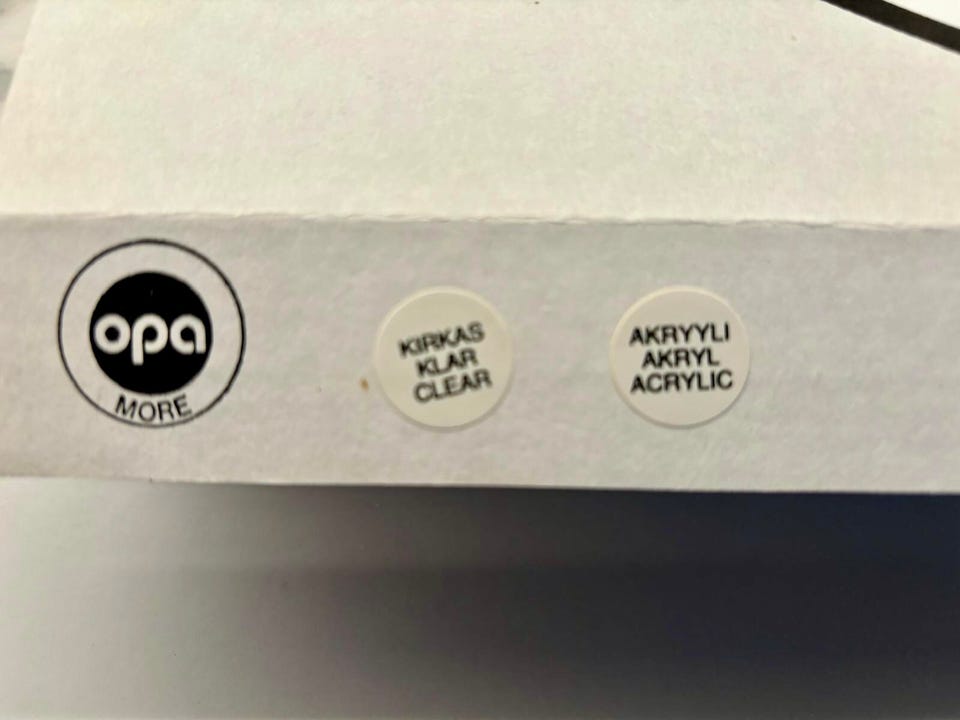 opa
MORE
KIRKAS
KLAR
CLEAR
AKRYYLI
AKRYL
ACRYLIC